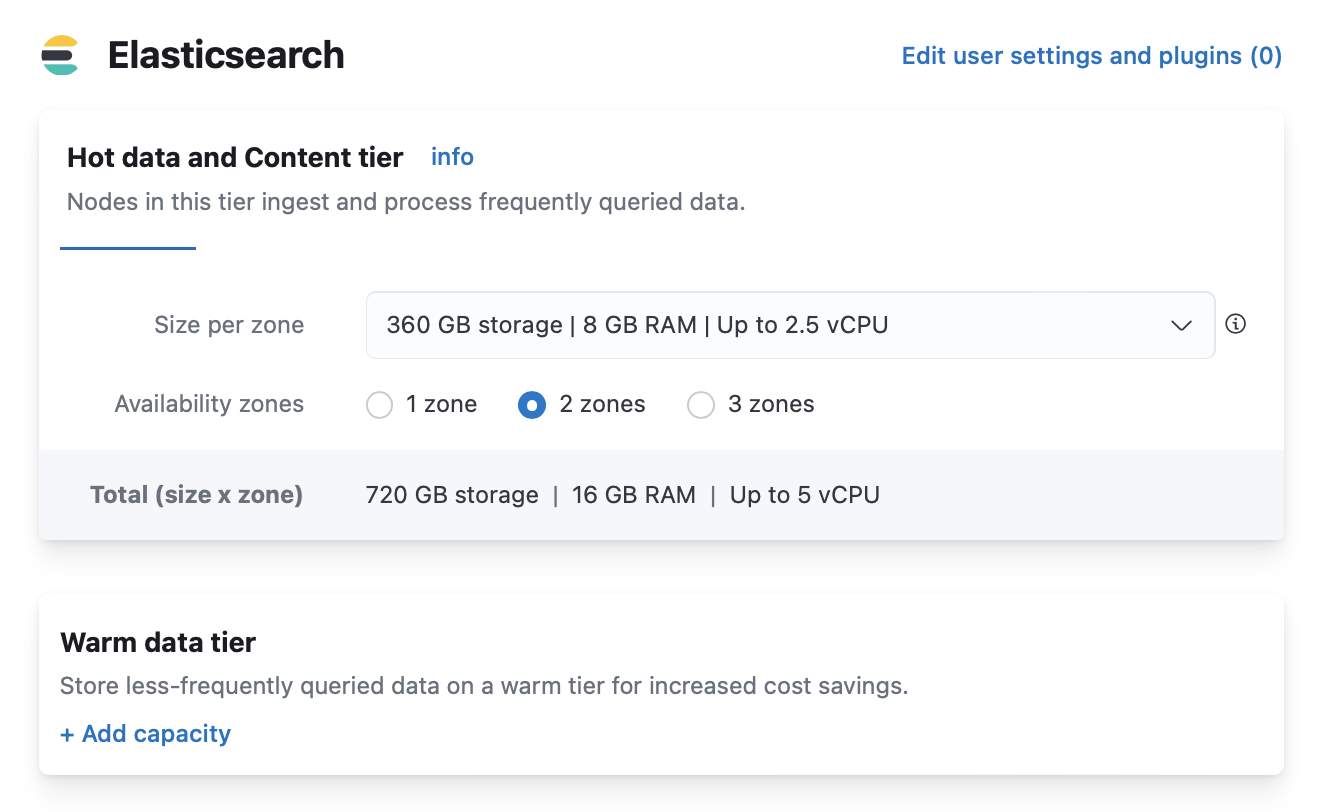 Elasticsearch
Edit user settings and plugins (0)
Hot data and Content tier info
Nodes in this tier ingest and process frequently queried data.
Size per zone 360 GB storage | 8 GB RAM | Up to 2.5 vCPU
Availability zones 1 zone 2 zones 3 zones
Total (size x zone) 720 GB storage | 16 GB RAM | Up to 5 vCPU
Warm data tier
Store less-frequently queried data on a warm tier for increased cost savings.
+ Add capacity